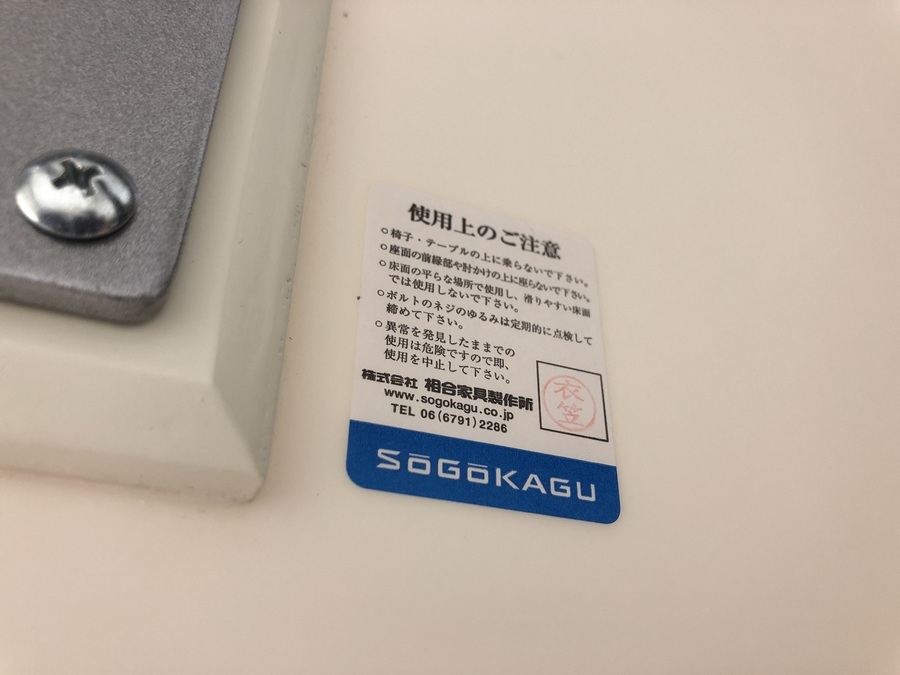 使用上のご注意
○椅子・テーブルの上に乗らないで下さい。
○座面の前縁部や肘かけの上に座らないで下さい。
○床面の平らな場所で使用し、滑りやすい床面
では使用しないで下さい。
○ボルトのネジのゆるみは定期的に点検して
締めて下さい。
○異常を発見したままでの
使用は危険ですので即、
使用を中止して下さい。
株式会社 相合家具製作所
www.sogokagu.co.jp
TEL 06(6791)2286
衣笠
SŌGŌKAGU